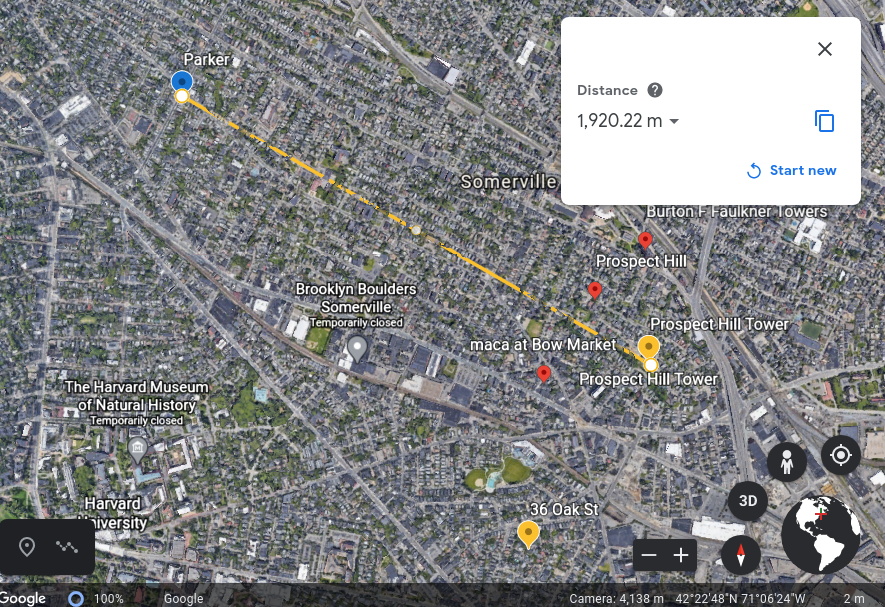 Parker
Distance
1,920.22 m
Start new
Somerville
Burton F Faulkner Towers
Prospect Hill
Brooklyn Boulders
Somerville
Temporarily closed
Prospect Hill Tower
maca at Bow Market
Prospect Hill Tower
The Harvard Museum
of Natural History
Temporarily closed
Harvard
University
36 Oak St
3D
Google
100%
Google
Camera: 4,138 m
42°22'48"N 71°06'24"W
2 m